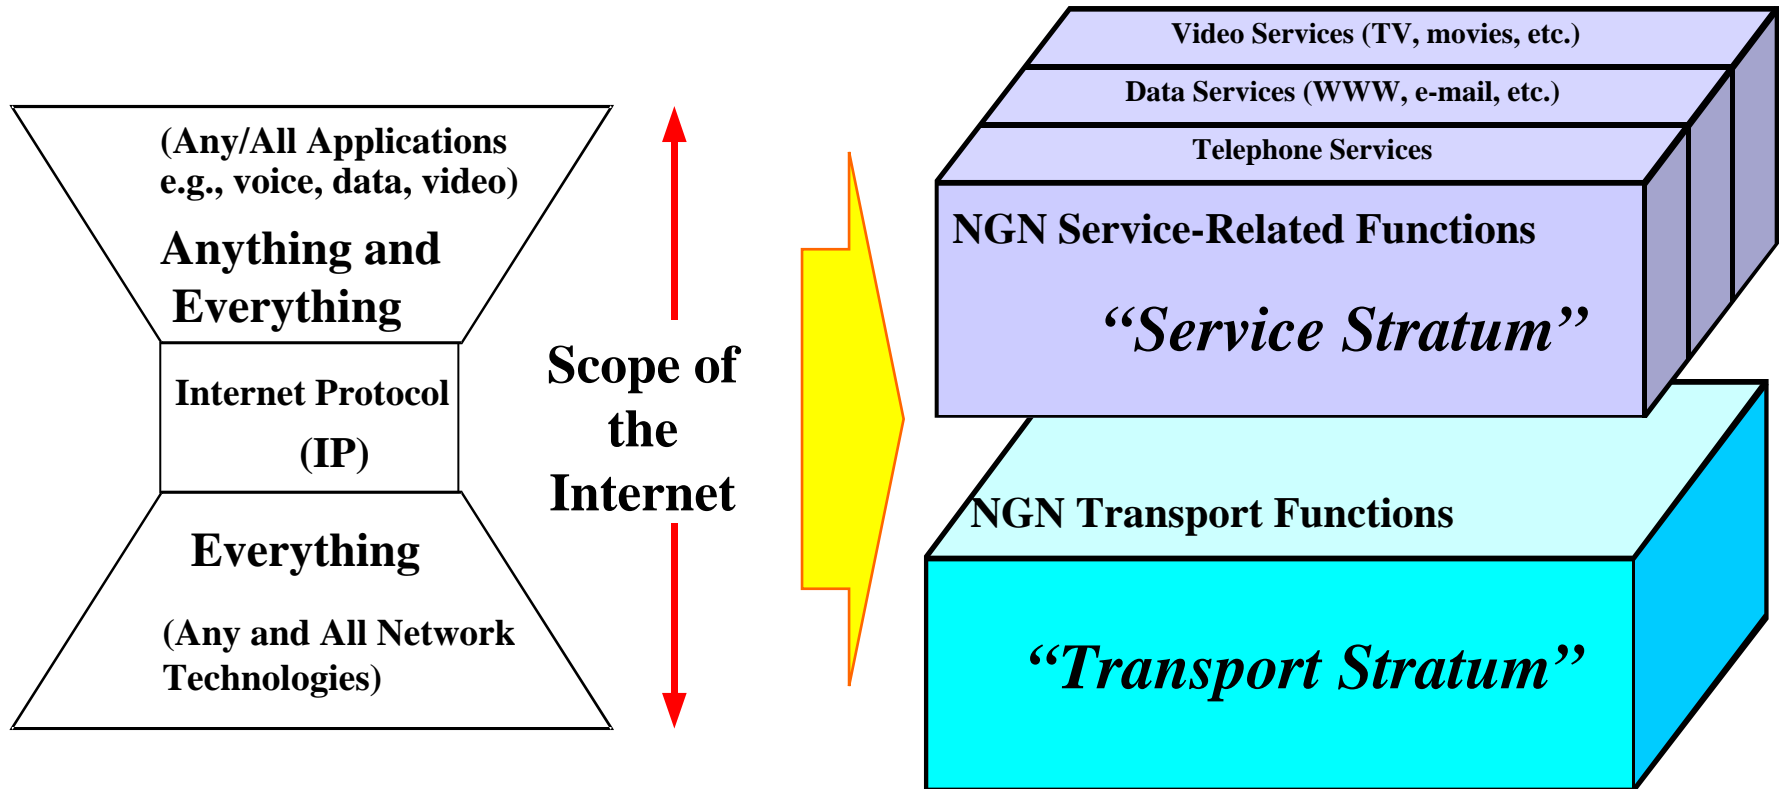 (Any/All Applications
e.g., voice, data, video)
Anything and
Everything
Internet Protocol
(IP)
Everything
(Any and All Network
Technologies)
Scope of
the
Internet
Video Services (TV, movies, etc.)
Data Services (WWW, e-mail, etc.)
Telephone Services
NGN Service-Related Functions
“Service Stratum”
NGN Transport Functions
“Transport Stratum”